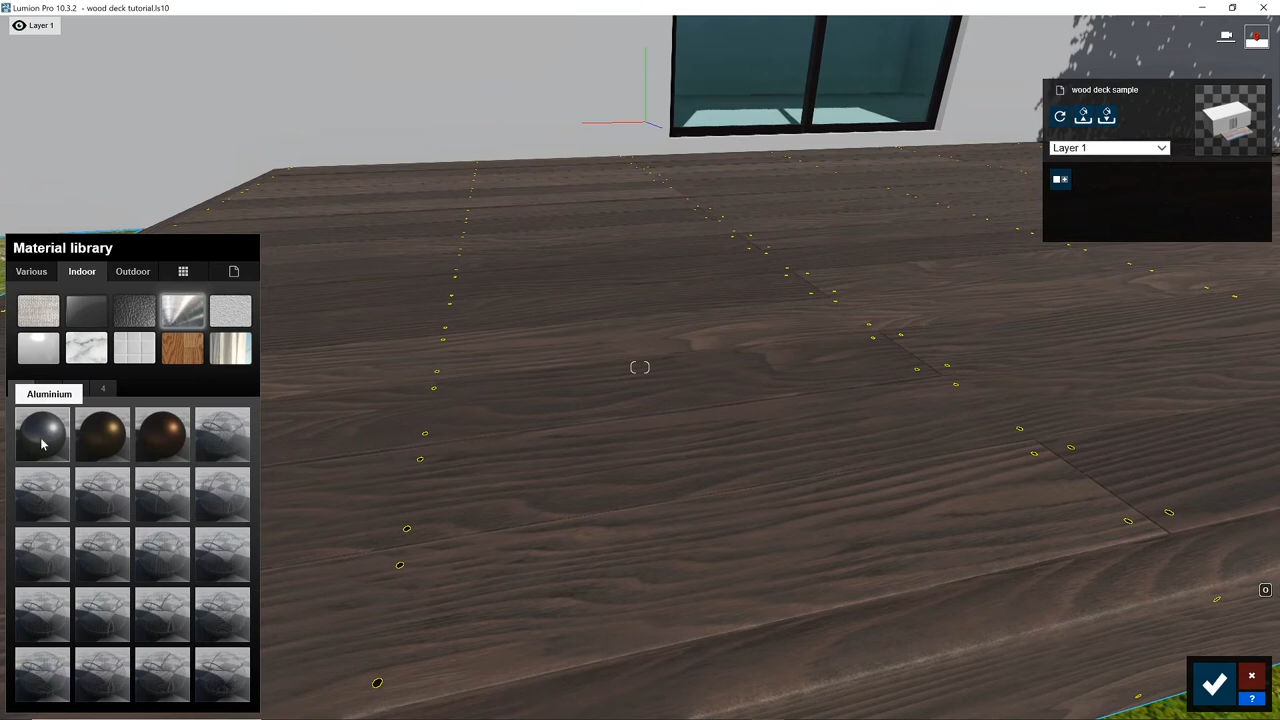 Lumion Pro 10.3.2 - wood deck tutorial.ls10
Layer 1
wood deck sample
Layer 1
Material library
Various
Indoor
Outdoor
Aluminium
4
O
?